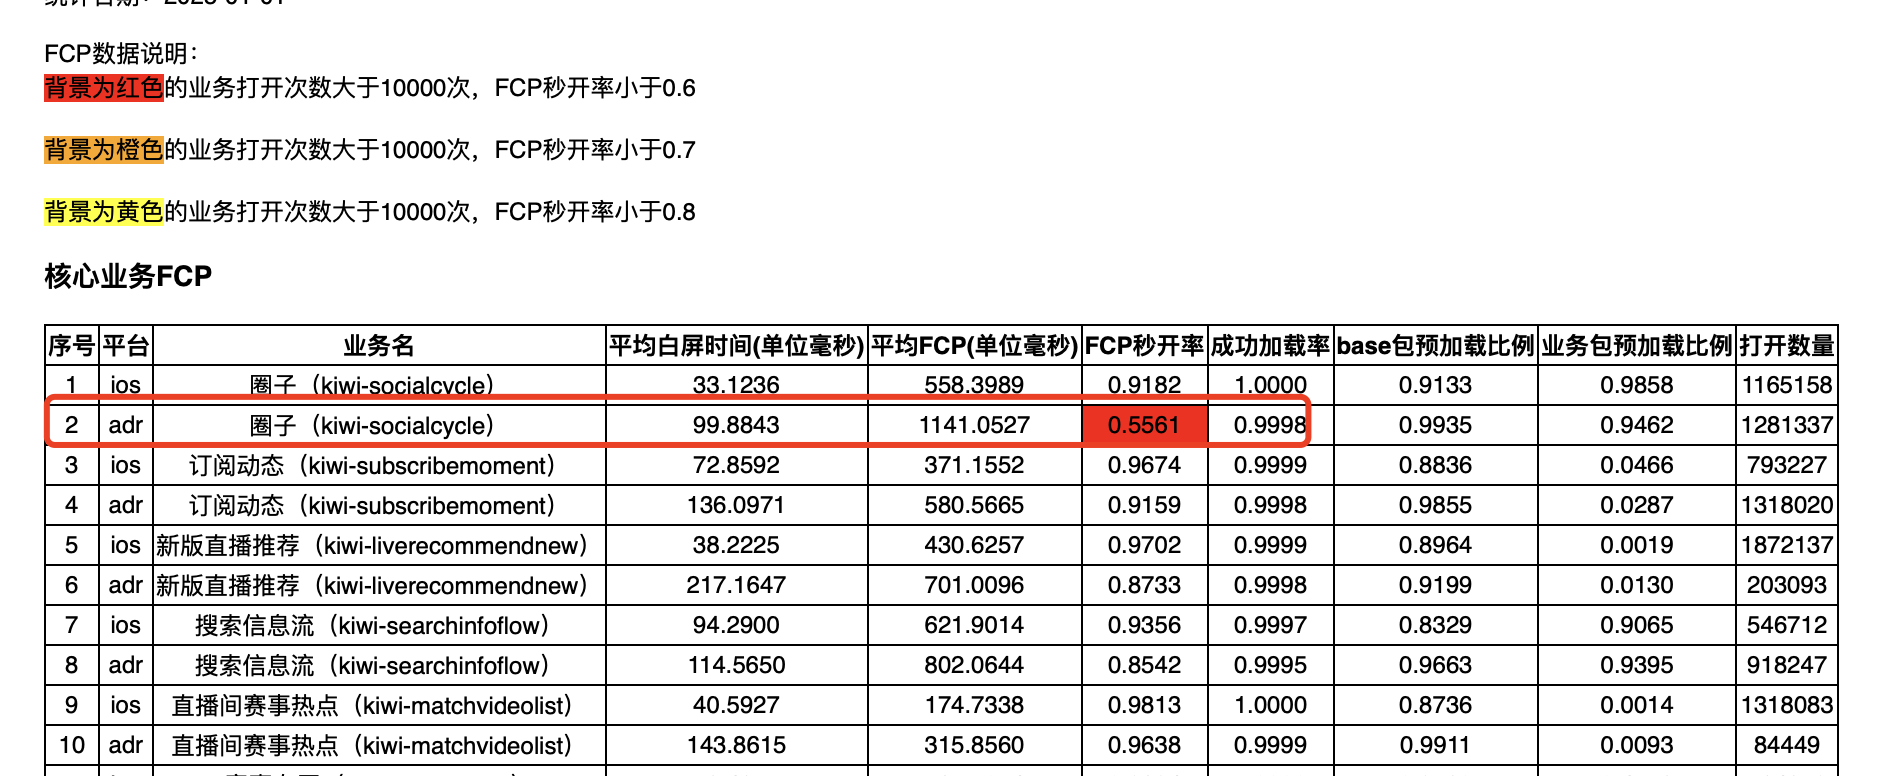 FCP数据说明：
背景为红色的业务打开次数大于10000次，FCP秒开率小于0.6
背景为橙色的业务打开次数大于10000次，FCP秒开率小于0.7
背景为黄色的业务打开次数大于10000次，FCP秒开率小于0.8
核心业务FCP
序号 平台 业务名 平均白屏时间(单位毫秒) 平均FCP(单位毫秒) FCP秒开率 成功加载率 base包预加载比例 业务包预加载比例 打开数量
1 ios 圈子（kiwi-socialcycle） 33.1236 558.3989 0.9182 1.0000 0.9133 0.9858 1165158
2 adr 圈子（kiwi-socialcycle） 99.8843 1141.0527 0.5561 0.9998 0.9935 0.9462 1281337
3 ios 订阅动态（kiwi-subscribemoment） 72.8592 371.1552 0.9674 0.9999 0.8836 0.0466 793227
4 adr 订阅动态（kiwi-subscribemoment） 136.0971 580.5665 0.9159 0.9998 0.9855 0.0287 1318020
5 ios 新版直播推荐（kiwi-liverecommendnew） 38.2225 430.6257 0.9702 0.9999 0.8964 0.0019 1872137
6 adr 新版直播推荐（kiwi-liverecommendnew） 217.1647 701.0096 0.8733 0.9998 0.9199 0.0130 203093
7 ios 搜索信息流（kiwi-searchinfoflow） 94.2900 621.9014 0.9356 0.9997 0.8329 0.9065 546712
8 adr 搜索信息流（kiwi-searchinfoflow） 114.5650 802.0644 0.8542 0.9995 0.9663 0.9395 918247
9 ios 直播间赛事热点（kiwi-matchvideolist） 40.5927 174.7338 0.9813 1.0000 0.8736 0.0014 1318083
10 adr 直播间赛事热点（kiwi-matchvideolist） 143.8615 315.8560 0.9638 0.9999 0.9911 0.0093 84449